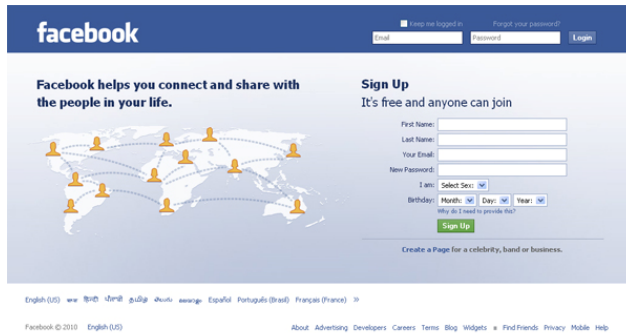 facebook
Keep me logged in Forgot your password?
Email Password Login
Facebook helps you connect and share with
the people in your life.
Sign Up
It's free and anyone can join
First Name:
Last Name:
Your Email:
New Password:
I am: Select Sex:
Birthday: Month: Day: Year:
Why do I need to provide this?
Sign Up
Create a Page for a celebrity, band or business.
English (US) हिन्दी ਪੰਜਾਬੀ தமிழ் తెలుగు മലയാളം Español Português (Brasil) Français (France) »
Facebook © 2010 English (US)
About Advertising Developers Careers Terms Blog Widgets Find Friends Privacy Mobile Help